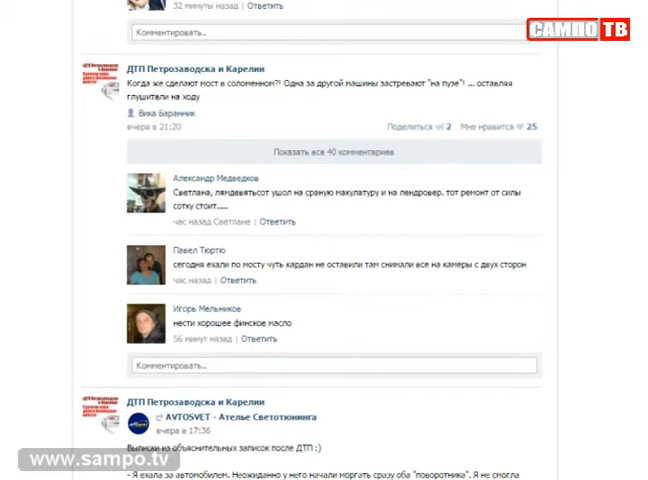 32 минуты назад | Ответить
Комментировать..
САМПО ТВ
ДТП Петрозаводска и Карелии
Когда же сделают мост в соломенном?! Одна за другой машины застревают "на пузе"! ... оставляя
глушители на ходу
Вика Баранник
вчера в 21:20
Поделиться 2 Мне нравится 25
Показать все 40 комментариев
Александр Медведков
Светлана, лямдевятьсот ушол на сраную макулатуру и на лендровер. тот ремонт от силы
сотку стоит.....
час назад Светлане | Ответить
Павел Тюртю
сегодня ехали по мосту чуть кардан не оставили там снимали все на камеры с двух сторон
час назад | Ответить
Игорь Мельников
нести хорошее финское масло
56 минут назад | Ответить
Комментировать..
ДТП Петрозаводска и Карелии
AVTOSVET - Ателье Светотюнинга
вчера в 17:36
Выписки из объяснительных записок после ДТП :)
www.sampo.tv
- Я ехала за автомобилем. Неожиданно у него начали моргать сразу оба "поворотника". Я не смогла